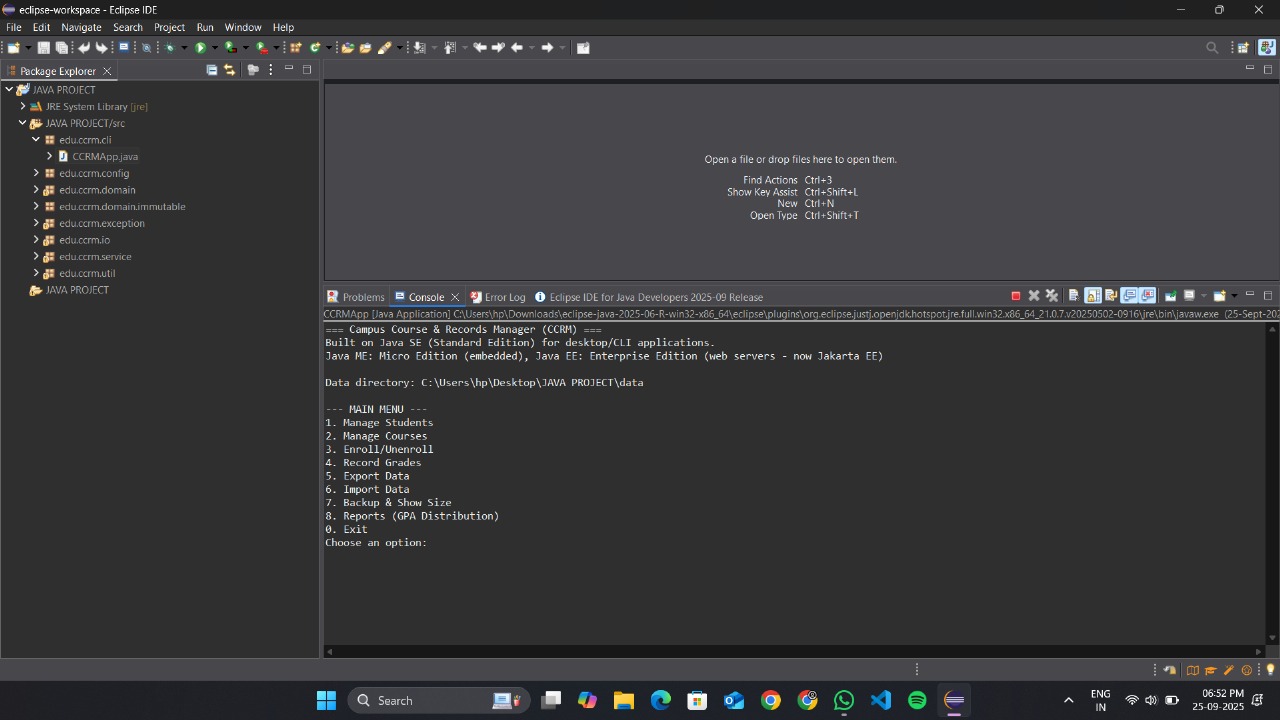 eclipse-workspace - Eclipse IDE
File Edit Navigate Search Project Run Window Help
Package Explorer
JAVA PROJECT
JRE System Library [jre]
JAVA PROJECT/src
edu.ccrm.cli
CCRMApp.java
edu.ccrm.config
edu.ccrm.domain
edu.ccrm.domain.immutable
edu.ccrm.exception
edu.ccrm.io
edu.ccrm.service
edu.ccrm.util
JAVA PROJECT
Open a file or drop files here to open them.
Find Actions Ctrl+3
Show Key Assist Ctrl+Shift+L
New Ctrl+N
Open Type Ctrl+Shift+T
Problems Console Error Log Eclipse IDE for Java Developers 2025-09 Release
CCRMApp [Java Application] C:\Users\hp\Downloads\eclipse-java-2025-06-R-win32-x86_64\eclipse\plugins\org.eclipse.justj.openjdk.hotspot.jre.full.win32.x86_64_21.0.7.v20250502-0916\jre\bin\javaw.exe (25-Sept-202
=== Campus Course & Records Manager (CCRM) ===
Built on Java SE (Standard Edition) for desktop/CLI applications.
Java ME: Micro Edition (embedded), Java EE: Enterprise Edition (web servers - now Jakarta EE)
Data directory: C:\Users\hp\Desktop\JAVA PROJECT\data
--- MAIN MENU ---
1. Manage Students
2. Manage Courses
3. Enroll/Unenroll
4. Record Grades
5. Export Data
6. Import Data
7. Backup & Show Size
8. Reports (GPA Distribution)
0. Exit
Choose an option:
Search
ENG
IN
06:52 PM
25-09-2025